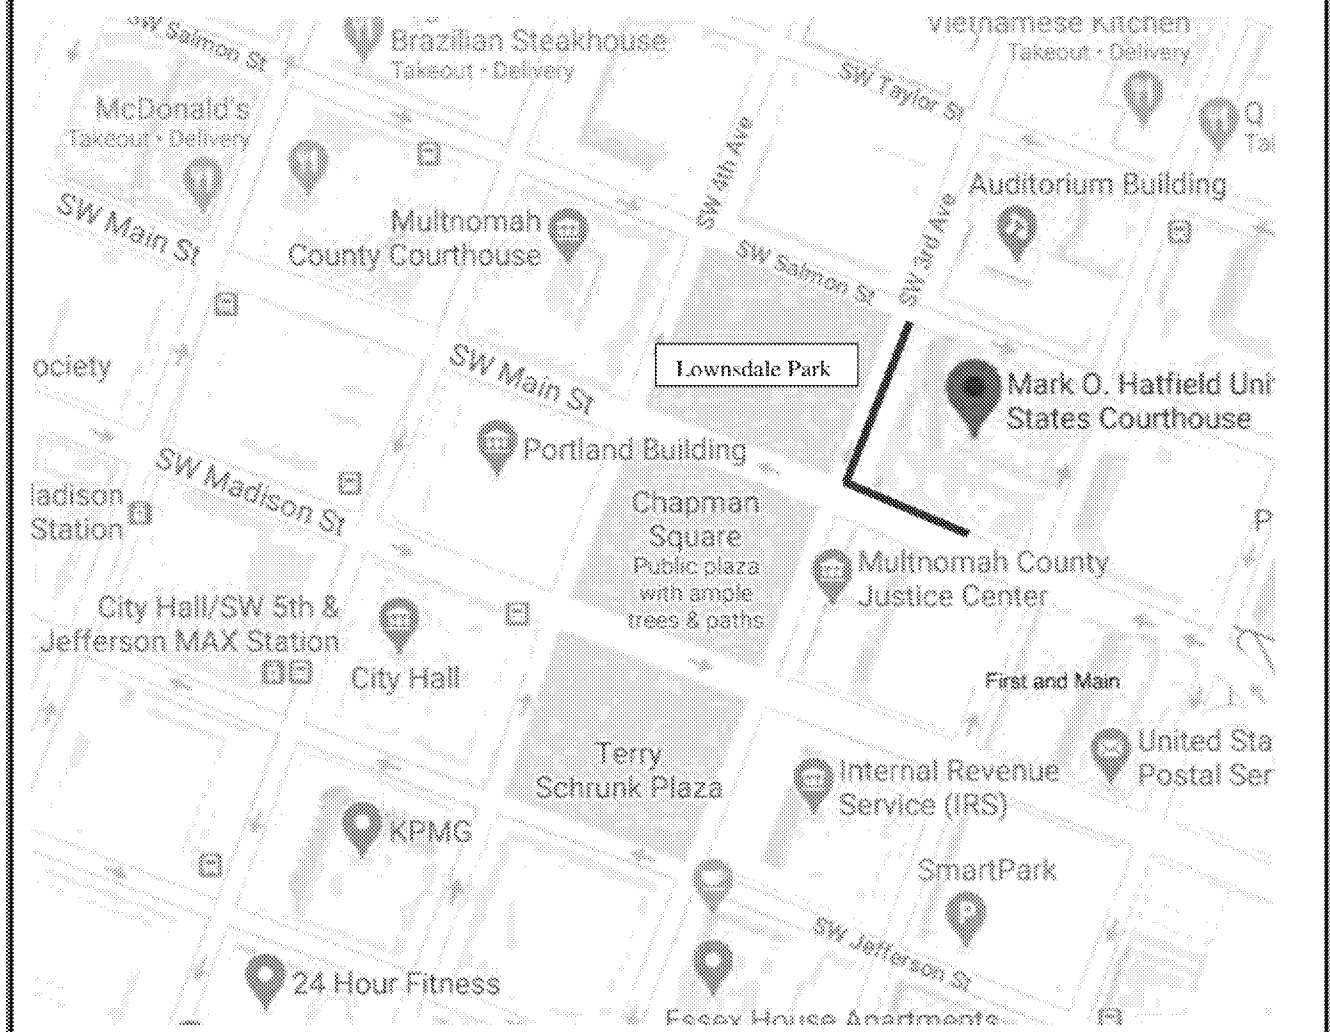 SW Salmon St
Brazilian Steakhouse
Takeout • Delivery
Vietnamese Kitchen
Takeout • Delivery
SW Taylor St
McDonald's
Takeout • Delivery
Q
SW 4th Ave
Auditorium Building
SW Main St
Multnomah
County Courthouse
SW Salmon St
SW 3rd Ave
ociety
SW Main St
Lownsdale Park
Mark O. Hatfield Uni
States Courthouse
Portland Building
SW Madison St
ladison
Station
Chapman
Square
Public plaza
with ample
trees & paths
P
Multnomah County
Justice Center
City Hall/SW 5th &
Jefferson MAX Station
City Hall
First and Main
Terry
Schrunk Plaza
Internal Revenue
Service (IRS)
United Sta
Postal Ser
KPMG
SmartPark
P
SW Jefferson St
24 Hour Fitness
Essex House Apartments